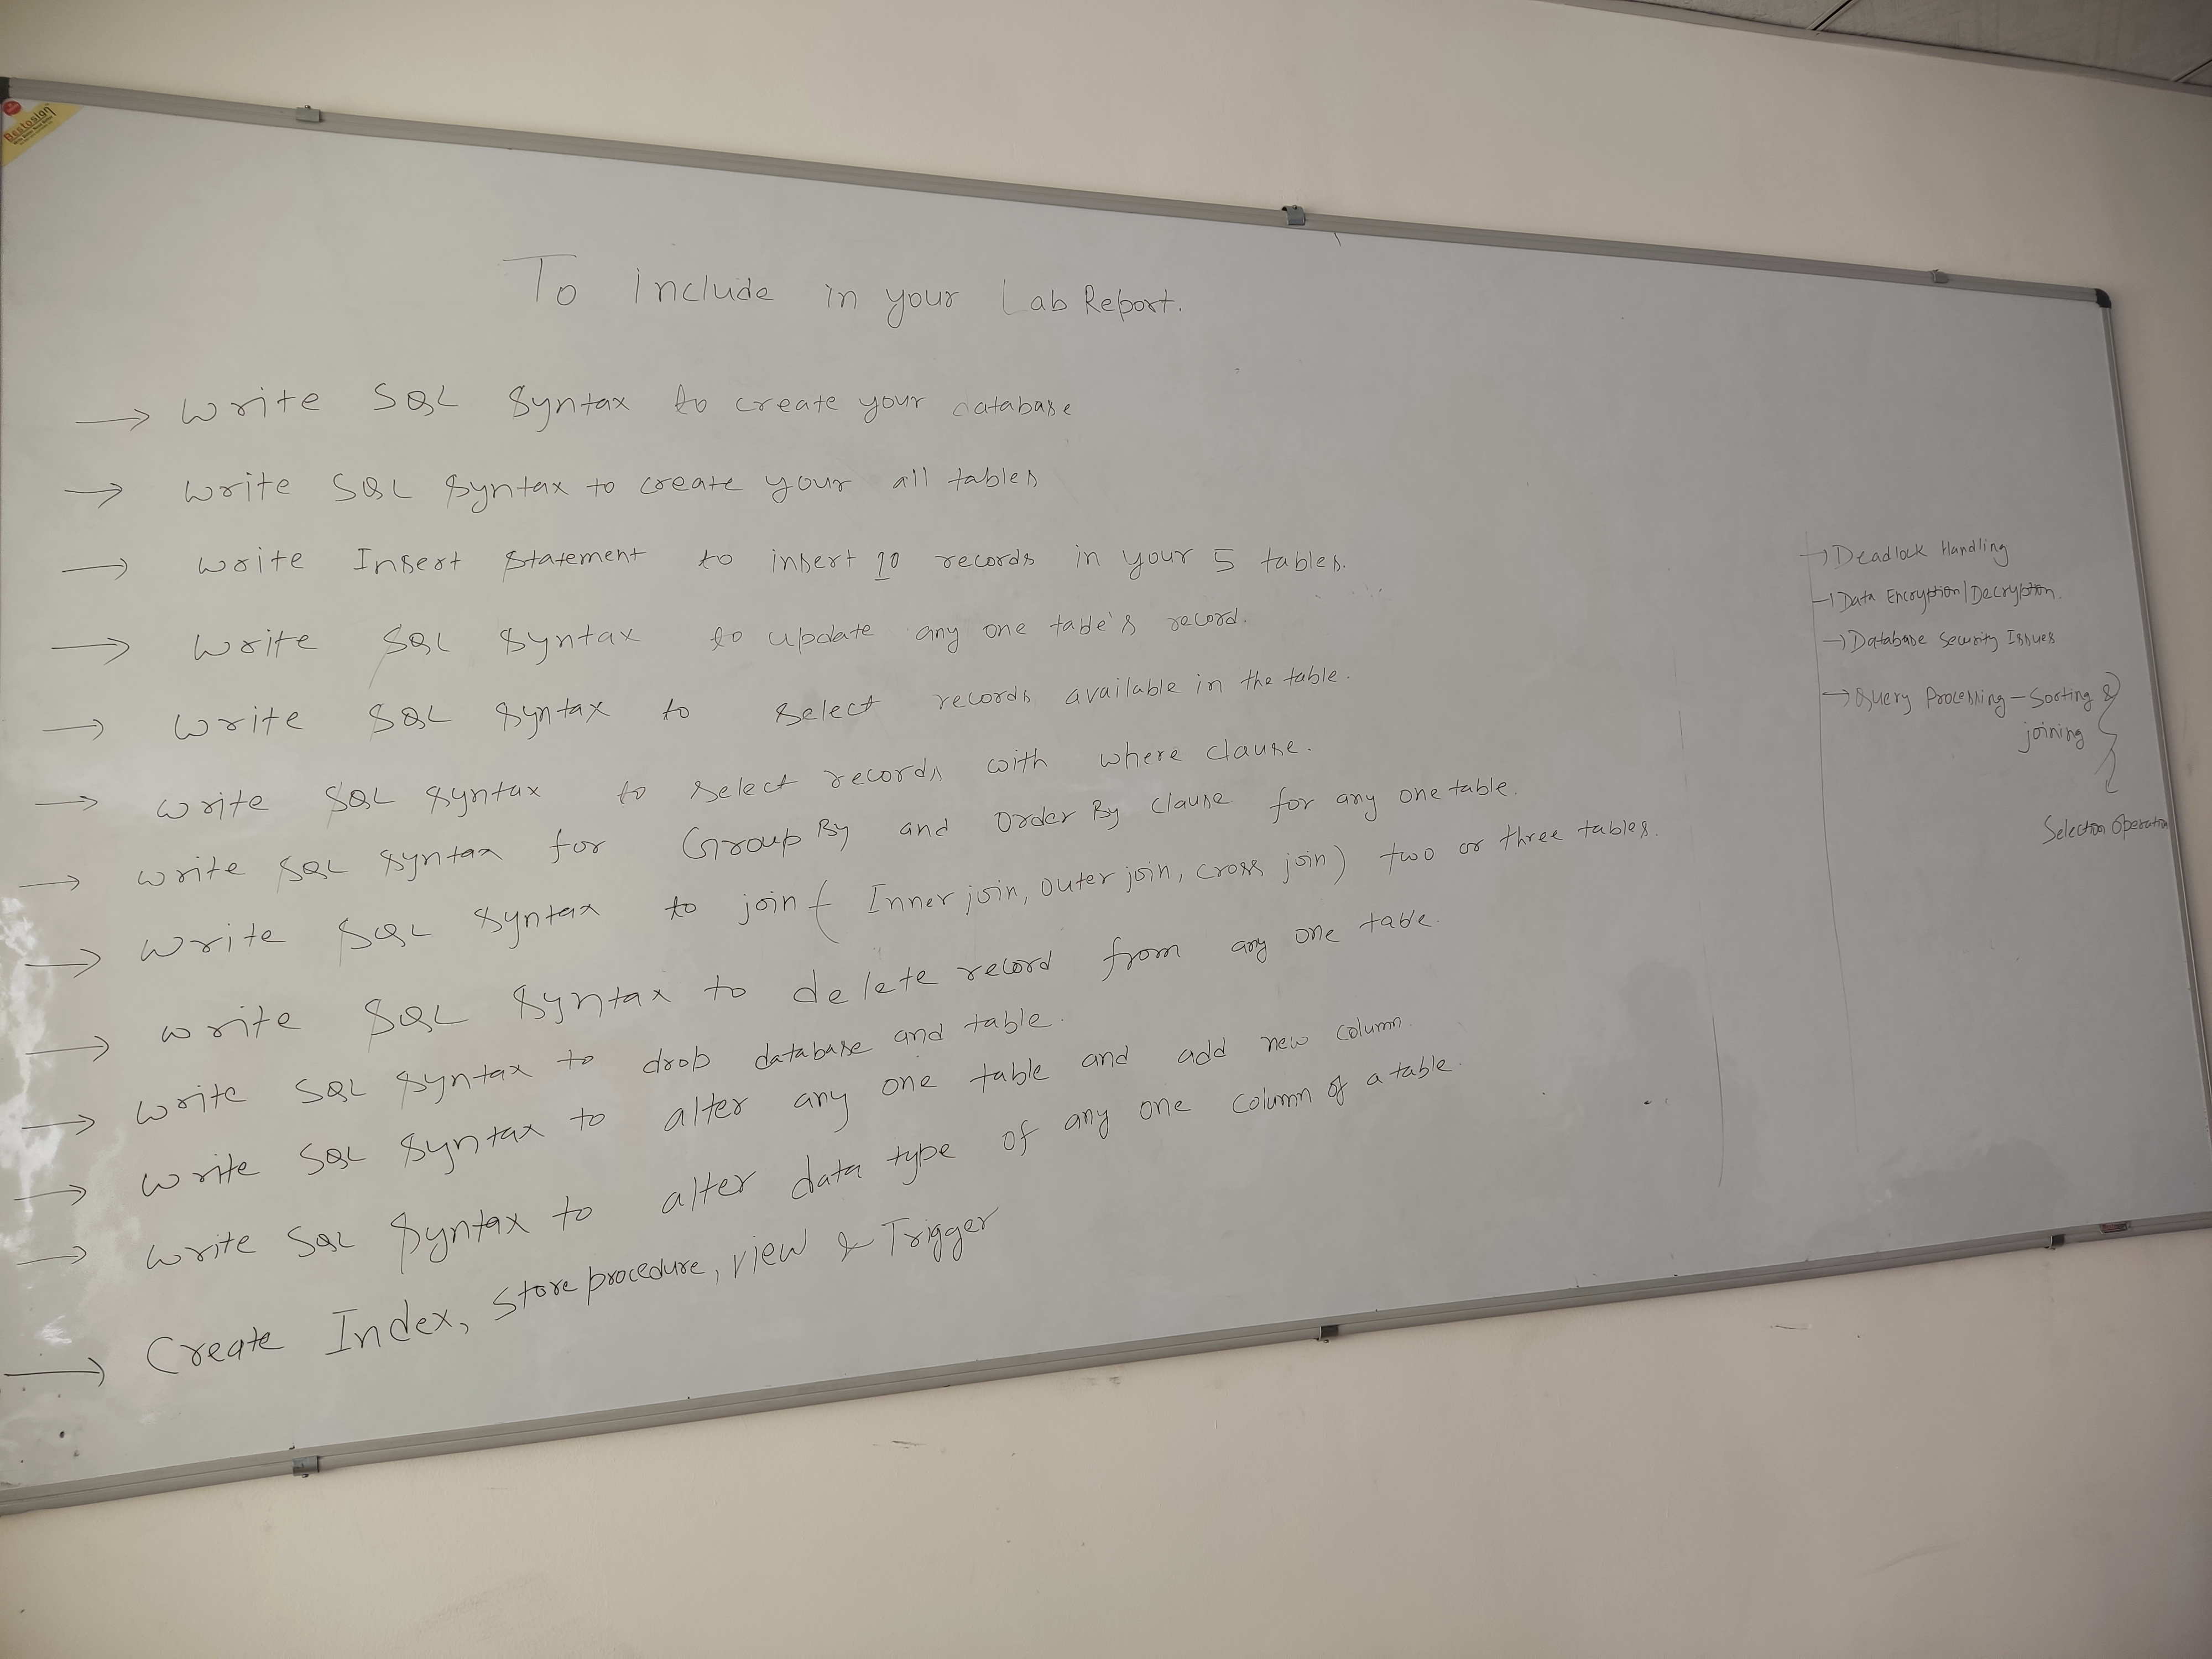 Bestosign
To include in your Lab Report.
→ Write SQL Syntax to create your database
→ Write SQL Syntax to create your all tables
→ Write Insert Statement to insert 10 records in your 5 tables.
→ Write SQL Syntax to update any one table's record.
→ Write SQL Syntax to Select records available in the table.
→ Write SQL Syntax to select records with where clause.
→ Write SQL Syntax for Group By and Order By clause for any one table.
→ Write SQL Syntax to join (Inner join, outer join, cross join) two or three tables.
→ Write SQL Syntax to delete record from any one table.
→ Write SQL Syntax to drop database and table.
→ Write SQL Syntax to alter any one table and add new column.
→ Write SQL Syntax to alter data type of any one column of a table.
→ Create Index, Store procedure, view & Trigger
→ Deadlock Handling
→ Data Encryption/Decryption.
→ Database Security Issues
→ Query Processing – Sorting &
joining
Selection Operation